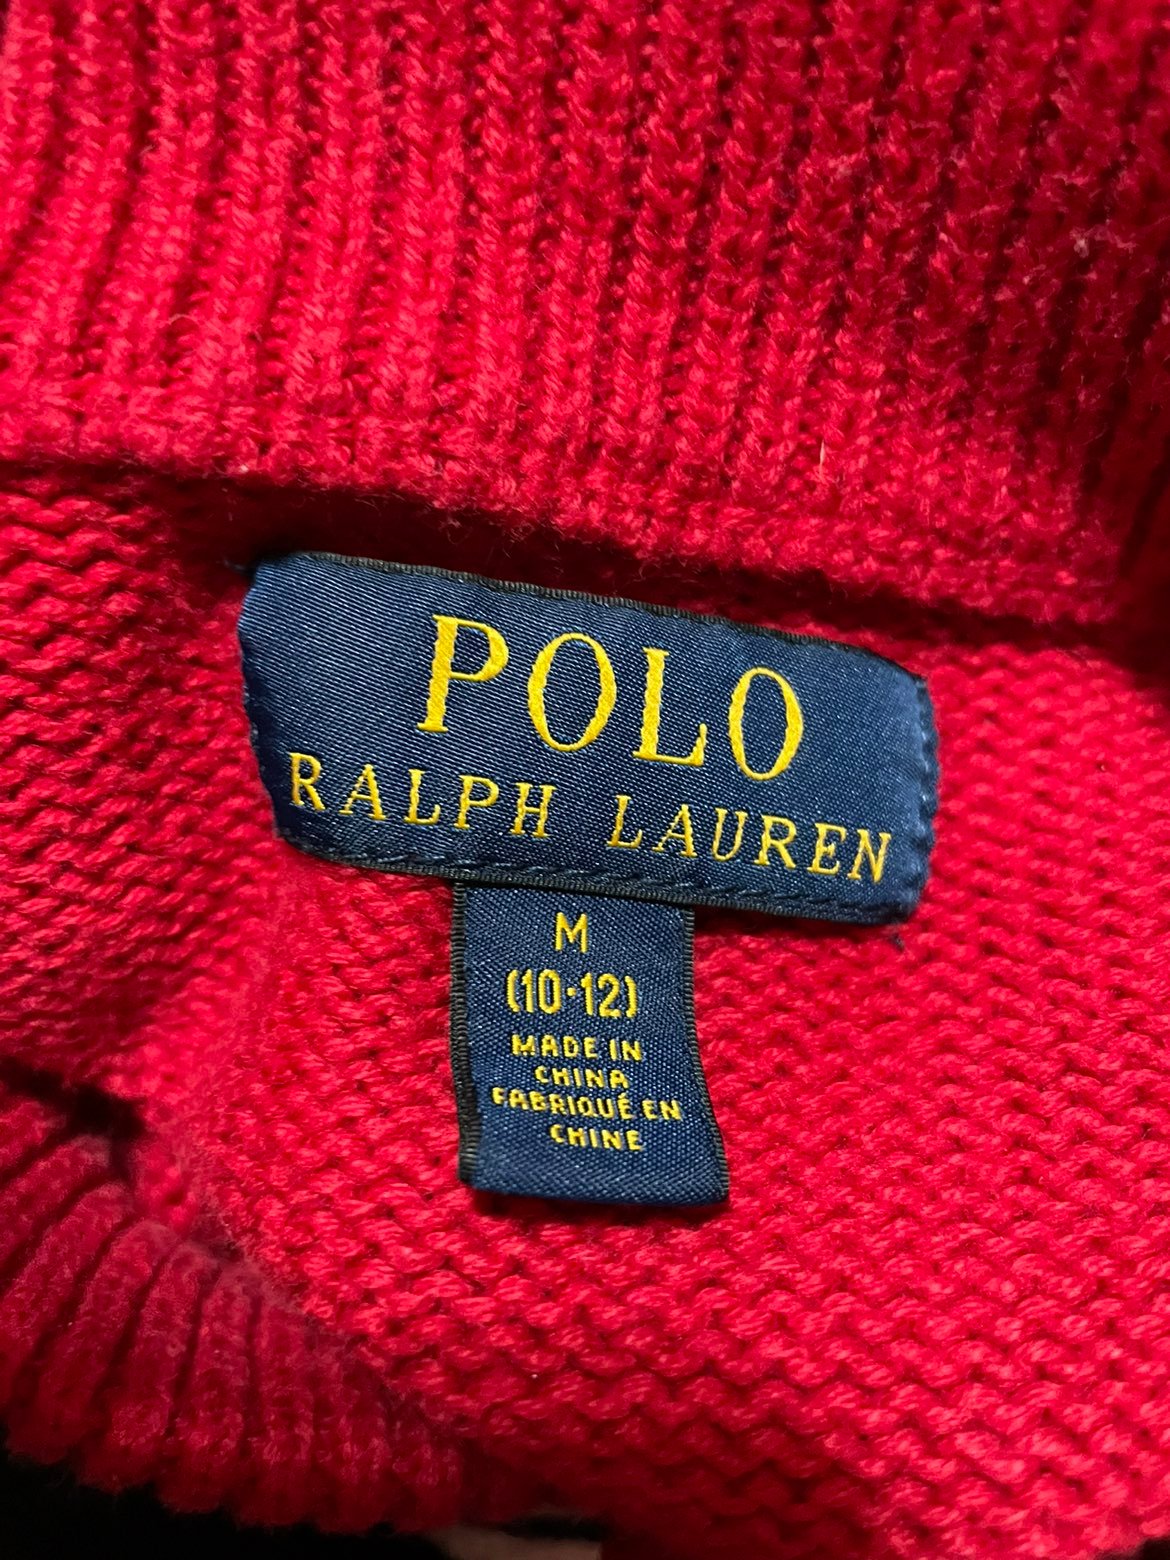 POLO
RALPH LAUREN
M
(10·12)
MADE IN
CHINA
FABRIQUÉ EN
CHINE